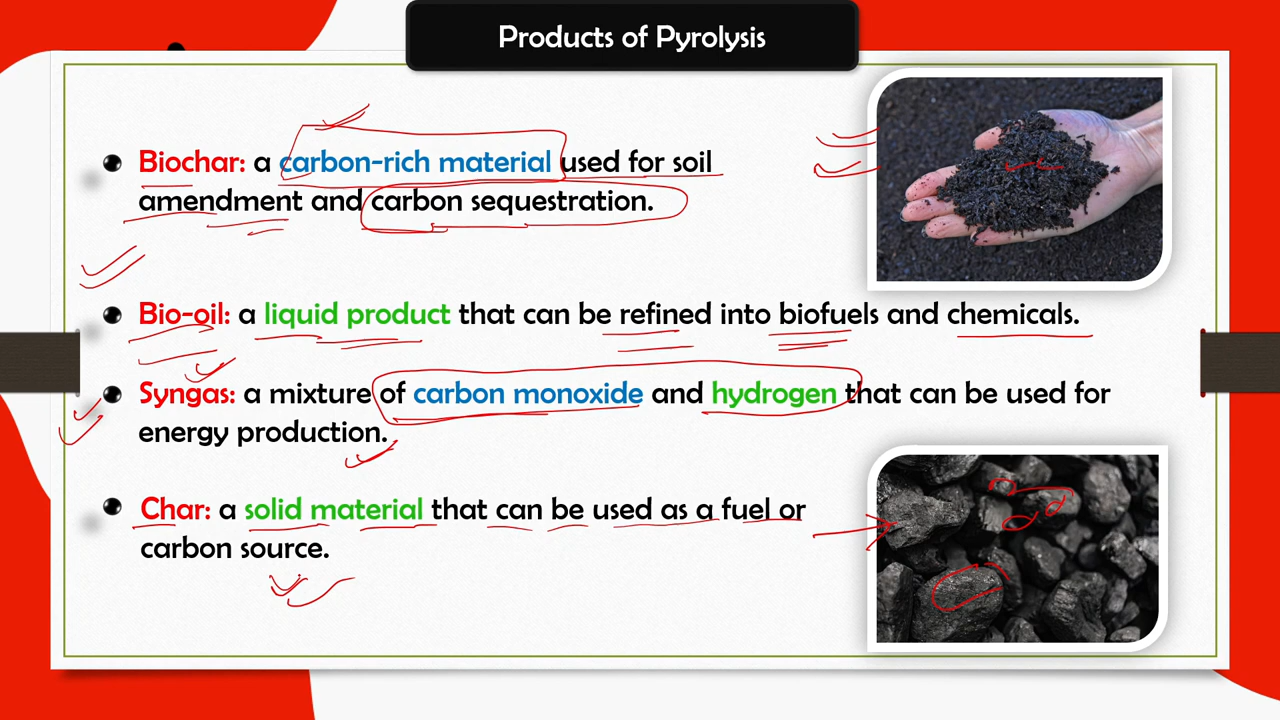 Products of Pyrolysis
Biochar: a carbon-rich material used for soil
amendment and carbon sequestration.
Bio-oil: a liquid product that can be refined into biofuels and chemicals.
Syngas: a mixture of carbon monoxide and hydrogen that can be used for
energy production.
Char: a solid material that can be used as a fuel or
carbon source.